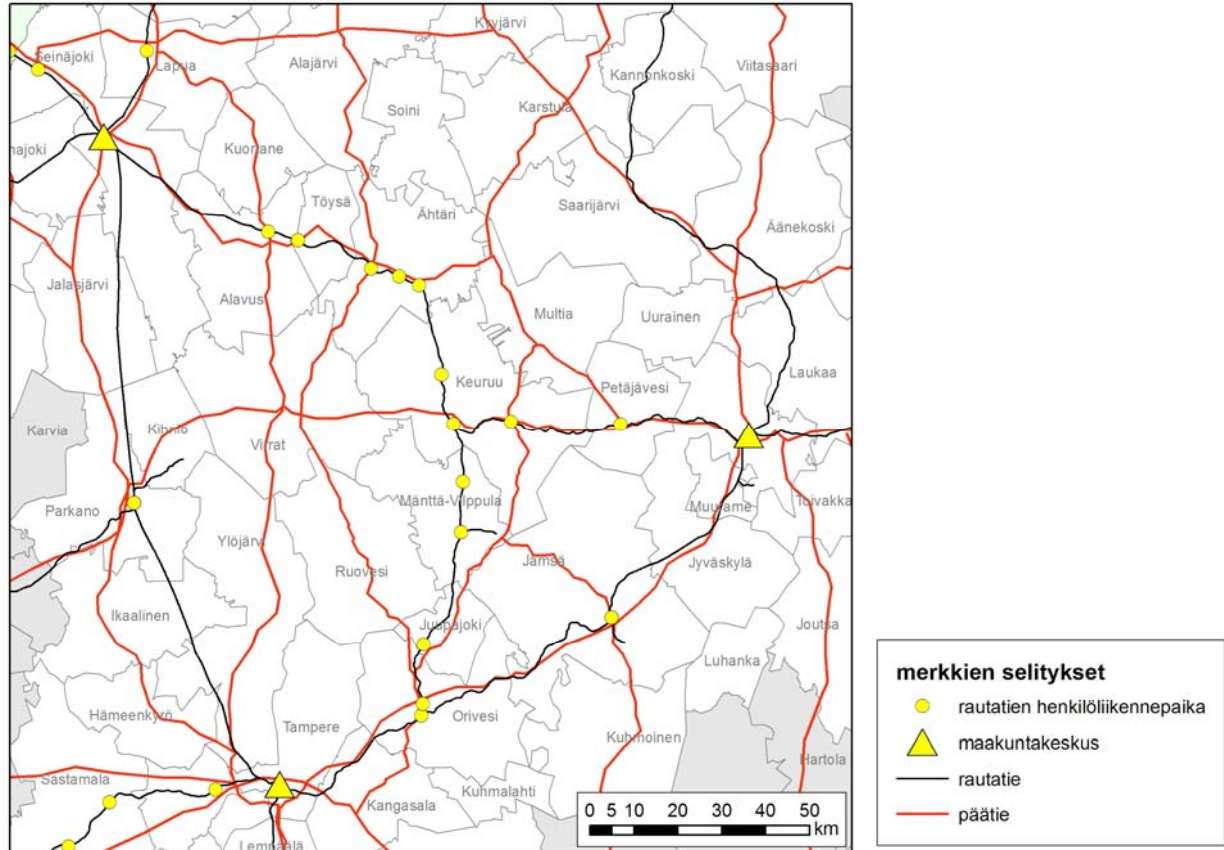 Kyyjärvi
Seinäjoki
Lapua
Alajärvi
Kannonkoski
Viitasaari
Soini
Karstula
najoki
Kuortane
Töysä
Ähtäri
Saarijärvi
Äänekoski
Jalasjärvi
Alavus
Multia
Uurainen
Laukaa
Keuruu
Petäjävesi
Karvia
Kihniö
Virrat
Mänttä-Vilppula
Muurame
Toivakka
Parkano
Ylöjärvi
Ruovesi
Jämsä
Jyväskylä
Ikaalinen
Juupajoki
Joutsa
Luhanka
Hämeenkyrö
Tampere
Orivesi
Kuhmoinen
Hartola
Sastamala
Kangasala
Kuhmalahti
Lempäälä
0 5 10 20 30 40 50
km
merkkien selitykset
rautatien henkilöliikennepaika
maakuntakeskus
rautatie
päätie